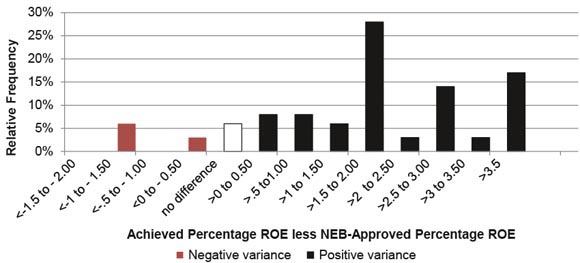 30%
25%
20%
15%
10%
5%
0%
Relative Frequency
<-1.5 to - 2.00
<-1 to - 1.50
<-.5 to - 1.00
<0 to - 0.50
no difference
>0 to 0.50
>.5 to1.00
>1 to 1.50
>1.5 to 2.00
>2 to 2.50
>2.5 to 3.00
>3 to 3.50
>3.5
Achieved Percentage ROE less NEB-Approved Percentage ROE
Negative variance
Positive variance